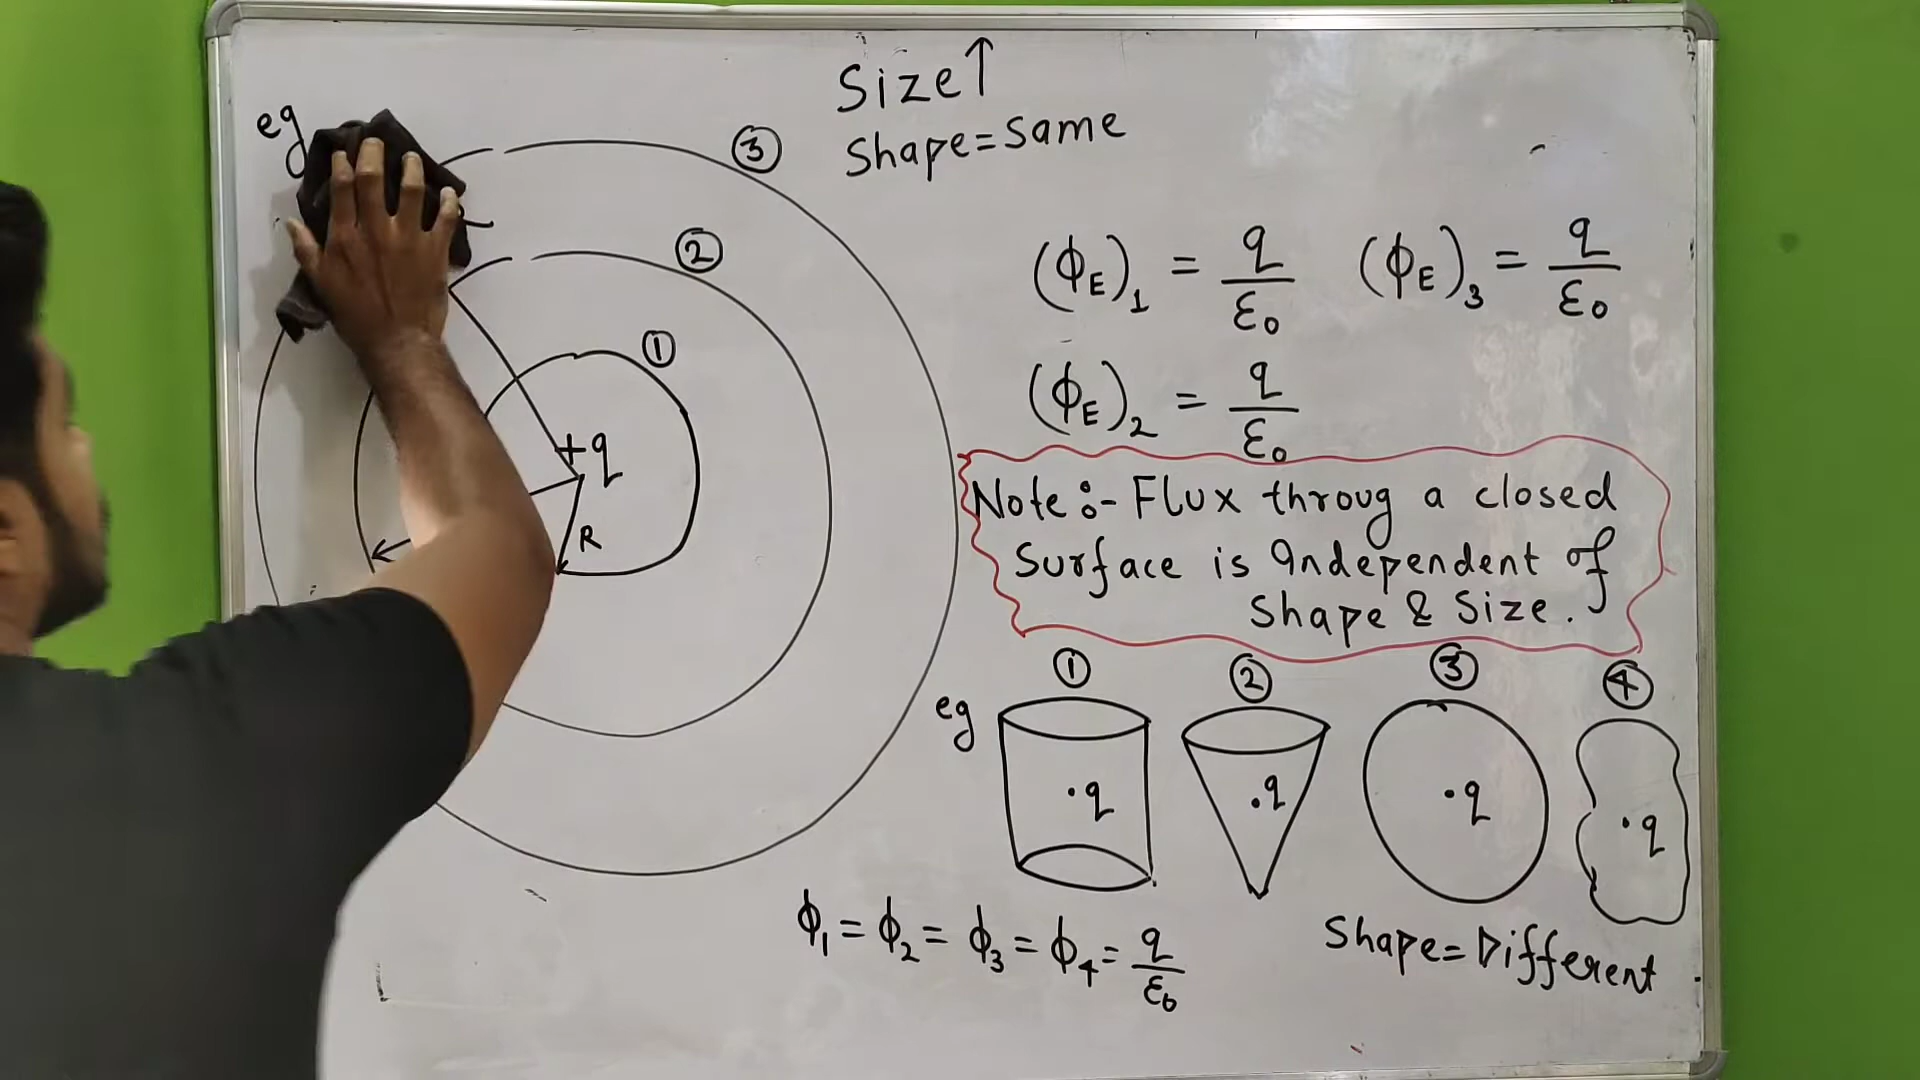 Size↑
Shape=Same
eg
③
②
①
+q
R
(ϕE)1 = q/ε0
(ϕE)3 = q/ε0
(ϕE)2 = q/ε0
Note :- Flux throug a closed
Surface is Independent of
Shape & Size.
① ② ③ ④
eg
.q .q .q .q
ϕ1 = ϕ2 = ϕ3 = ϕ4 = q/ε0
Shape=Different